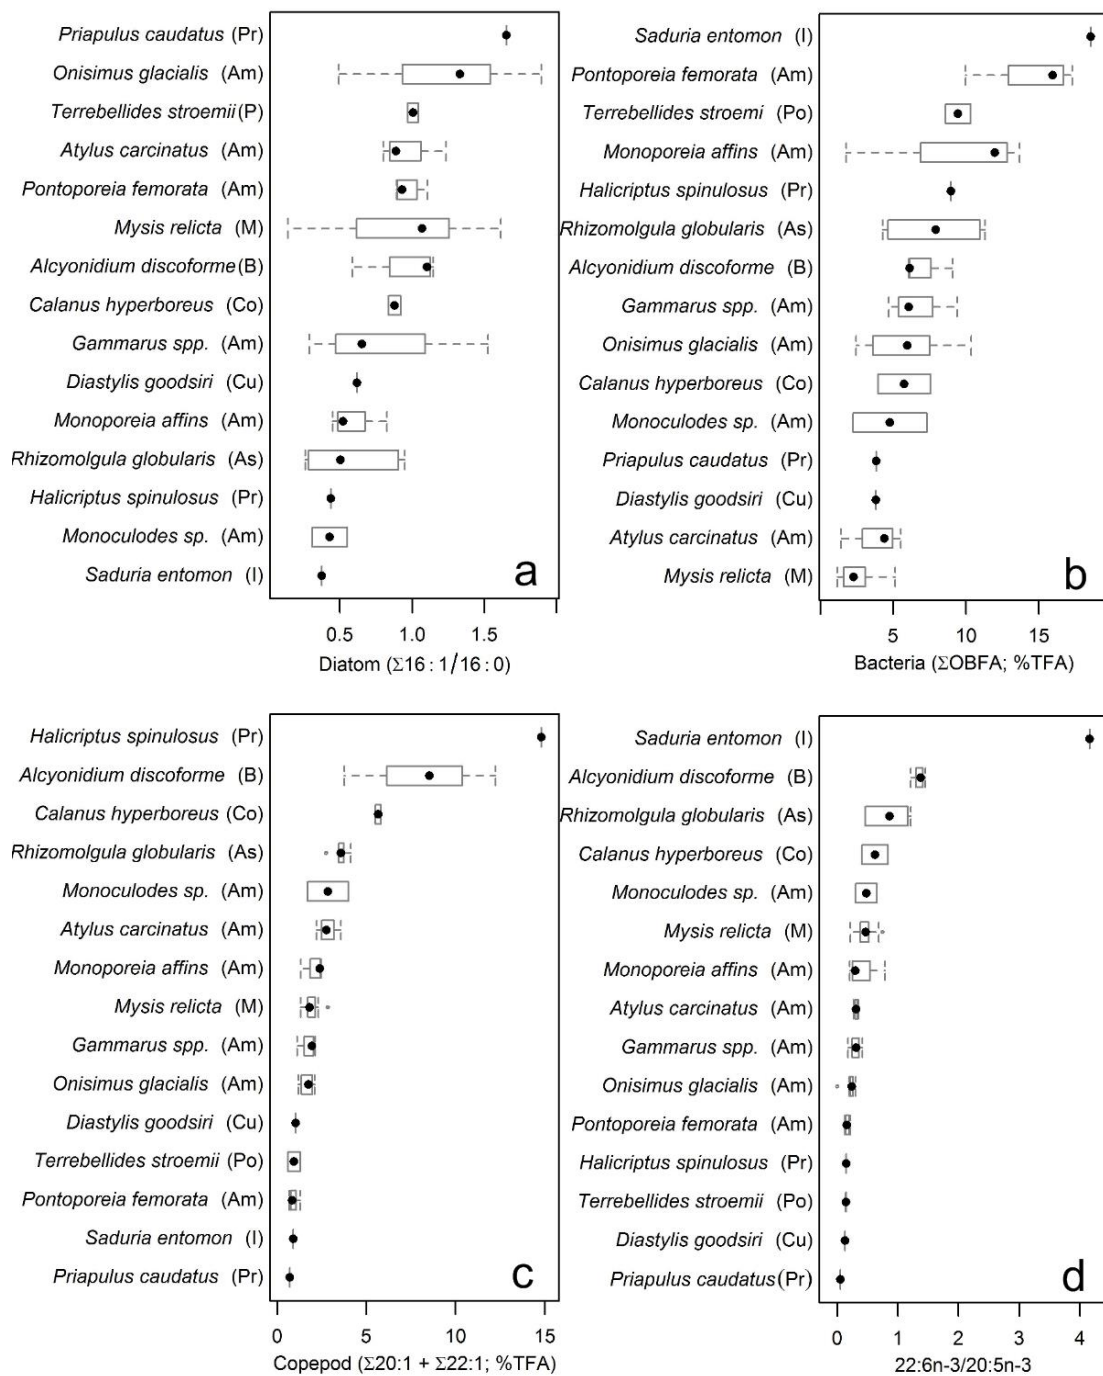 Priapulus caudatus (Pr)
Onisimus glacialis (Am)
Terrebellides stroemii (P)
Atylus carcinatus (Am)
Pontoporeia femorata (Am)
Mysis relicta (M)
Alcyonidium discoforme (B)
Calanus hyperboreus (Co)
Gammarus spp. (Am)
Diastylis goodsiri (Cu)
Monoporeia affins (Am)
Rhizomolgula globularis (As)
Halicriptus spinulosus (Pr)
Monoculodes sp. (Am)
Saduria entomon (I)
a
0.5 1.0 1.5
Diatom (Σ16:1/16:0)
Saduria entomon (I)
Pontoporeia femorata (Am)
Terrebellides stroemi (Po)
Monoporeia affins (Am)
Halicriptus spinulosus (Pr)
Rhizomolgula globularis (As)
Alcyonidium discoforme (B)
Gammarus spp. (Am)
Onisimus glacialis (Am)
Calanus hyperboreus (Co)
Monoculodes sp. (Am)
Priapulus caudatus (Pr)
Diastylis goodsiri (Cu)
Atylus carcinatus (Am)
Mysis relicta (M)
b
5 10 15
Bacteria (ΣOBFA; %TFA)
Halicriptus spinulosus (Pr)
Alcyonidium discoforme (B)
Calanus hyperboreus (Co)
Rhizomolgula globularis (As)
Monoculodes sp. (Am)
Atylus carcinatus (Am)
Monoporeia affins (Am)
Mysis relicta (M)
Gammarus spp. (Am)
Onisimus glacialis (Am)
Diastylis goodsiri (Cu)
Terrebellides stroemii (Po)
Pontoporeia femorata (Am)
Saduria entomon (I)
Priapulus caudatus (Pr)
c
0 5 10 15
Copepod (Σ20:1 + Σ22:1; %TFA)
Saduria entomon (I)
Alcyonidium discoforme (B)
Rhizomolgula globularis (As)
Calanus hyperboreus (Co)
Monoculodes sp. (Am)
Mysis relicta (M)
Monoporeia affins (Am)
Atylus carcinatus (Am)
Gammarus spp. (Am)
Onisimus glacialis (Am)
Pontoporeia femorata (Am)
Halicriptus spinulosus (Pr)
Terrebellides stroemii (Po)
Diastylis goodsiri (Cu)
Priapulus caudatus (Pr)
d
0 1 2 3 4
22:6n-3/20:5n-3